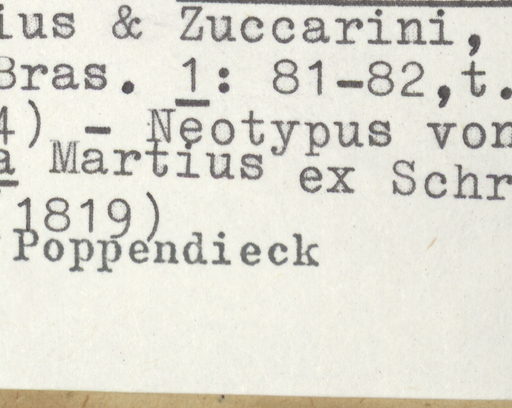 ius & Zuccarini,
Bras. 1: 81-82,t.
4) - Neotypus von
a Martius ex Schr
1819)
Poppendieck